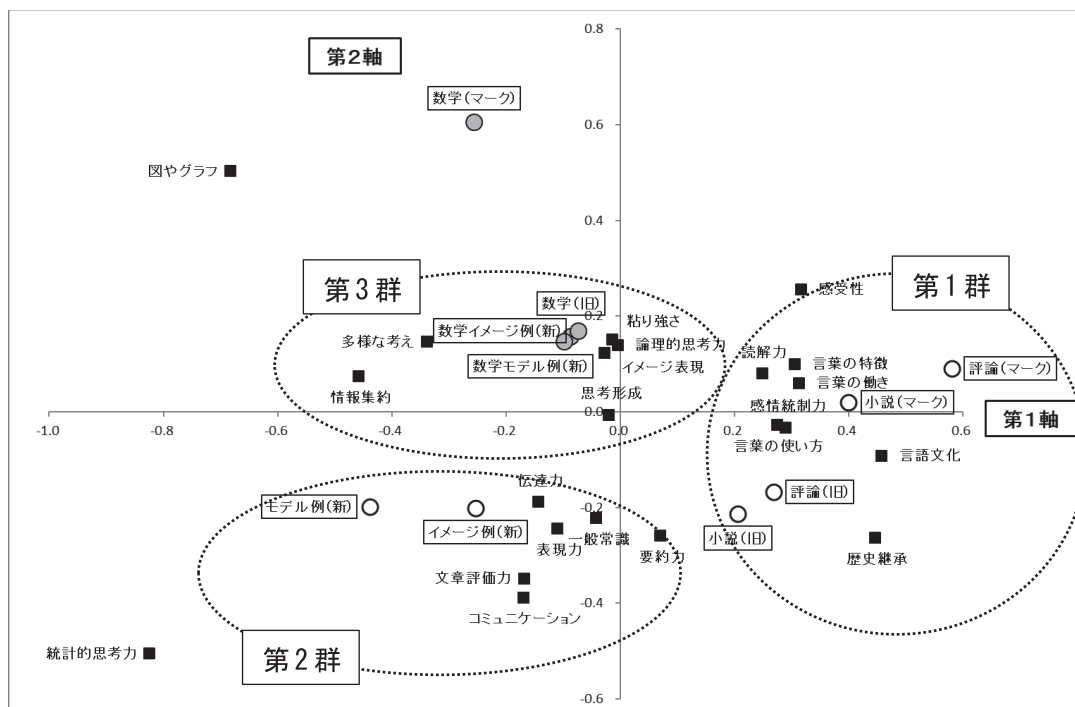 0.8
第2軸
数学(マーク)
0.6
図やグラフ
0.4
第3群
第1群
数学(旧)
感受性
0.2
粘り強さ
数学イメージ例(新)
多様な考え
論理的思考力
読解力
言葉の特徴
評論(マーク)
数学モデル例(新)
イメージ表現
言葉の働き
情報集約
思考形成
感情統制力
小説(マーク)
0.0
第1軸
-1.0
-0.8
-0.6
-0.4
-0.2
0.0
0.2
0.4
0.6
言葉の使い方
言語文化
伝達力
評論(旧)
モデル例(新)
-0.2
イメージ例(新)
一般常識
小説(旧)
表現力
要約力
歴史継承
文章評価力
コミュニケーション
-0.4
統計的思考力
第2群
-0.6